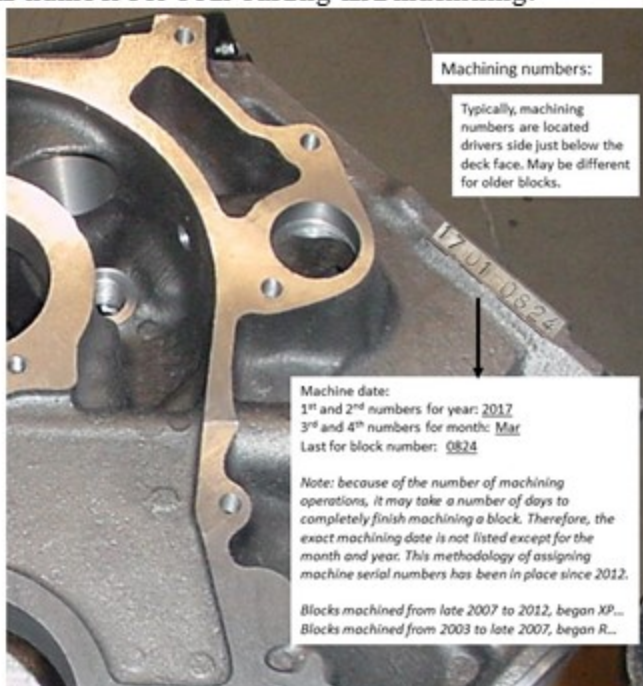 Machining numbers:
Typically, machining
numbers are located
drivers side just below the
deck face. May be different
for older blocks.
1701-0824
Machine date:
1st and 2nd numbers for year: 2017
3rd and 4th numbers for month: Mar
Last for block number: 0824
Note: because of the number of machining
operations, it may take a number of days to
completely finish machining a block. Therefore, the
exact machining date is not listed except for the
month and year. This methodology of assigning
machine serial numbers has been in place since 2012.
Blocks machined from late 2007 to 2012, began XP...
Blocks machined from 2003 to late 2007, began R...